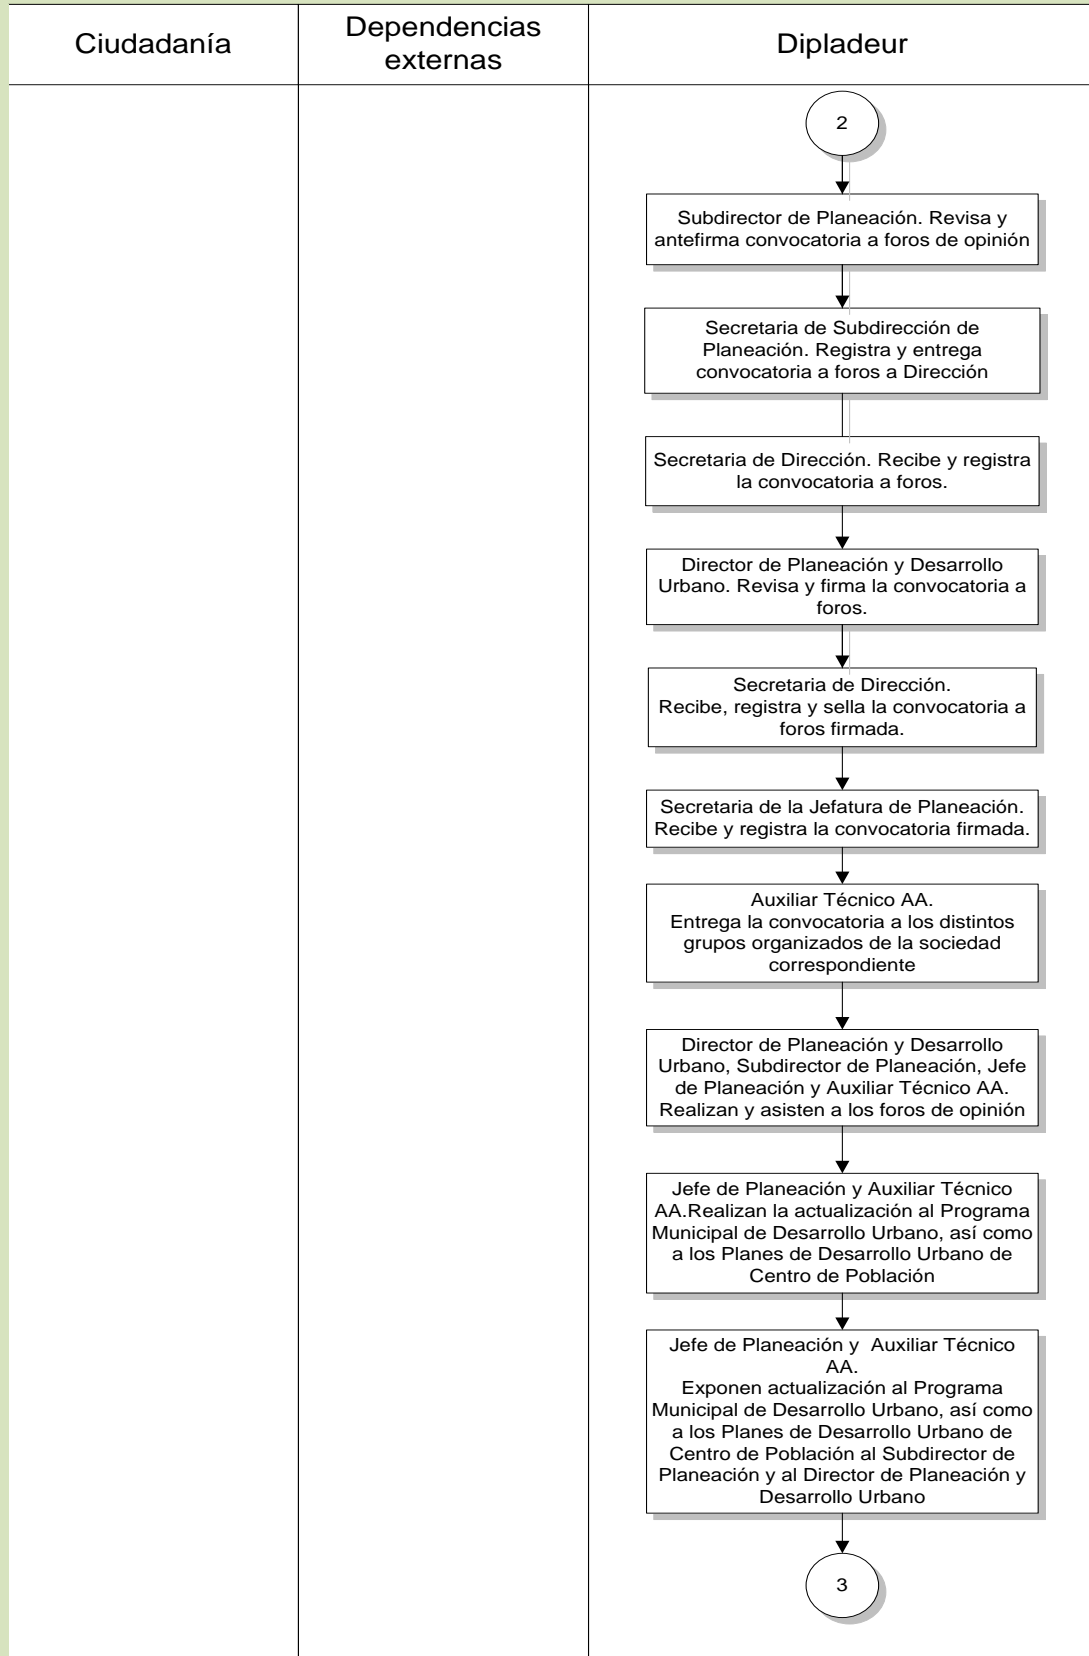 Ciudadanía
Dependencias
externas
Dipladeur
2
Subdirector de Planeación. Revisa y
antefirma convocatoria a foros de opinión
Secretaria de Subdirección de
Planeación. Registra y entrega
convocatoria a foros a Dirección
Secretaria de Dirección. Recibe y registra
la convocatoria a foros.
Director de Planeación y Desarrollo
Urbano. Revisa y firma la convocatoria a
foros.
Secretaria de Dirección.
Recibe, registra y sella la convocatoria a
foros firmada.
Secretaria de la Jefatura de Planeación.
Recibe y registra la convocatoria firmada.
Auxiliar Técnico AA.
Entrega la convocatoria a los distintos
grupos organizados de la sociedad
correspondiente
Director de Planeación y Desarrollo
Urbano, Subdirector de Planeación, Jefe
de Planeación y Auxiliar Técnico AA.
Realizan y asisten a los foros de opinión
Jefe de Planeación y Auxiliar Técnico
AA.Realizan la actualización al Programa
Municipal de Desarrollo Urbano, así como
a los Planes de Desarrollo Urbano de
Centro de Población
Jefe de Planeación y  Auxiliar Técnico
AA.
Exponen actualización al Programa
Municipal de Desarrollo Urbano, así como
a los Planes de Desarrollo Urbano de
Centro de Población al Subdirector de
Planeación y al Director de Planeación y
Desarrollo Urbano
3